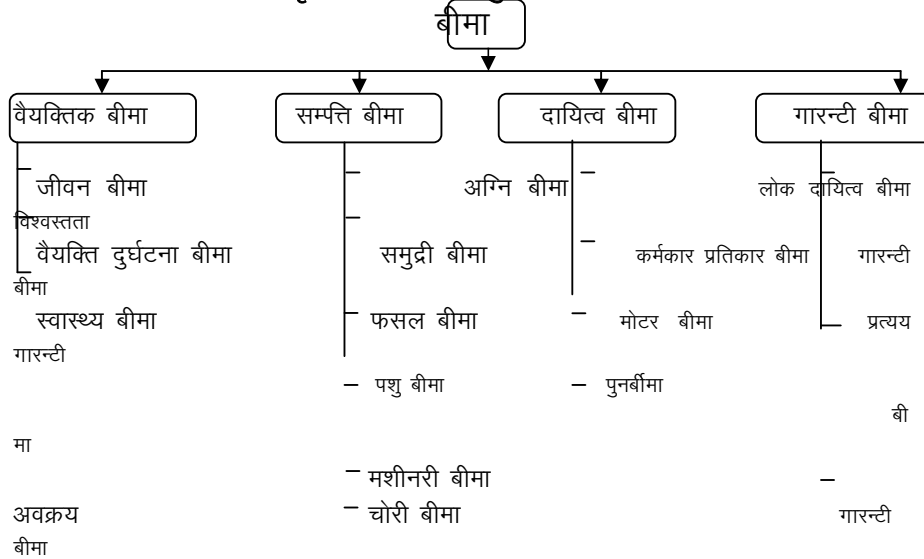 बीमा
वैयक्तिक बीमा सम्पत्ति बीमा दायित्व बीमा गारन्टी बीमा
जीवन बीमा अग्नि बीमा लोक दायित्व बीमा
विश्वस्तता
वैयक्ति दुर्घटना बीमा समुद्री बीमा कर्मकार प्रतिकार बीमा गारन्टी
बीमा
स्वास्थ्य बीमा फसल बीमा मोटर बीमा प्रत्यय
गारन्टी
पशु बीमा पुनर्बीमा
बी
मा
मशीनरी बीमा
अवक्रय चोरी बीमा गारन्टी
बीमा